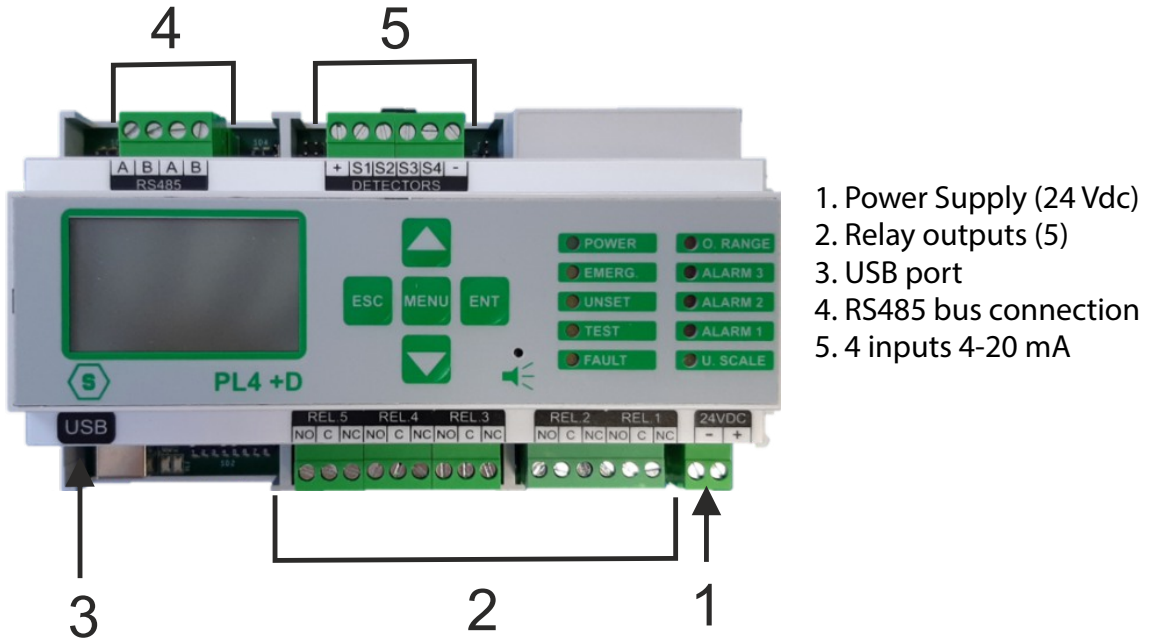 4
5
A B A B
RS485
+ S1 S2 S3 S4 -
DETECTORS
1. Power Supply (24 Vdc)
2. Relay outputs (5)
3. USB port
4. RS485 bus connection
5. 4 inputs 4-20 mA
POWER
O. RANGE
EMERG.
ALARM 3
UNSET
ALARM 2
TEST
ALARM 1
FAULT
U. SCALE
ESC
MENU
ENT
S
PL4 +D
USB
REL.5 REL.4 REL.3
NO C NC NO C NC NO C NC
REL.2 REL.1
NO C NC NO C NC
24VDC
- +
3
2
1